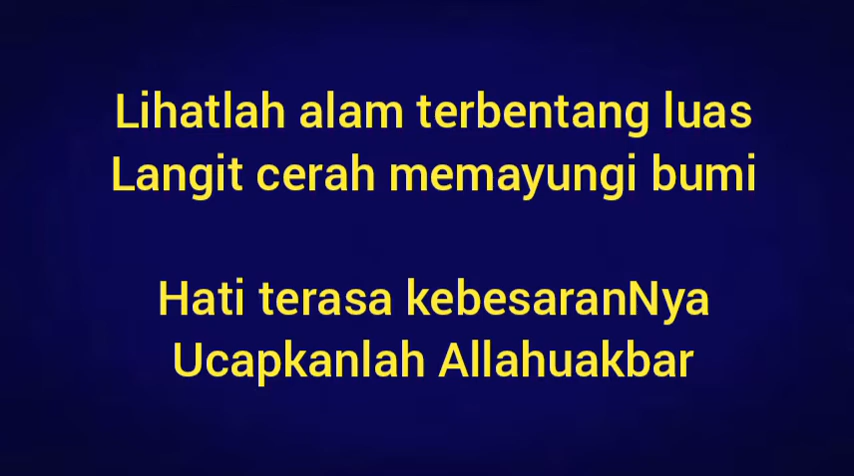 Lihatlah alam terbentang luas
Langit cerah memayungi bumi
Hati terasa kebesaranNya
Ucapkanlah Allahuakbar